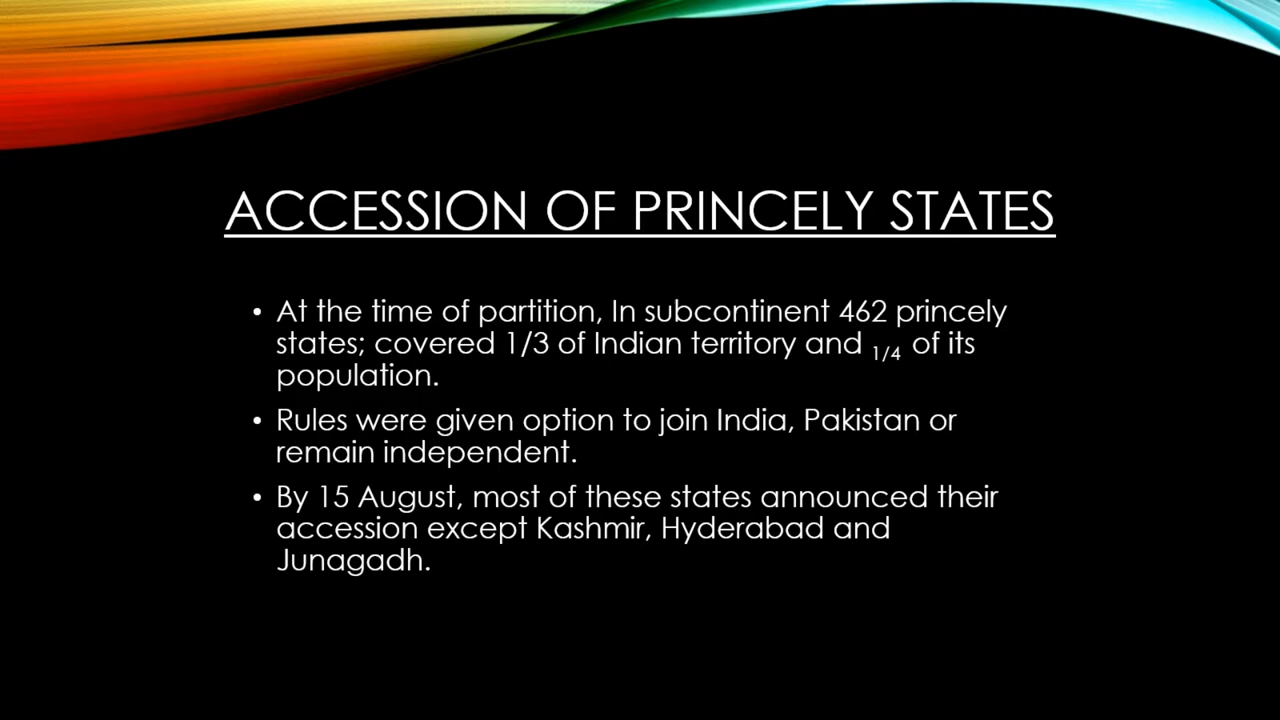 ACCESSION OF PRINCELY STATES
• At the time of partition, In subcontinent 462 princely
states; covered 1/3 of Indian territory and 1/4 of its
population.
• Rules were given option to join India, Pakistan or
remain independent.
• By 15 August, most of these states announced their
accession except Kashmir, Hyderabad and
Junagadh.